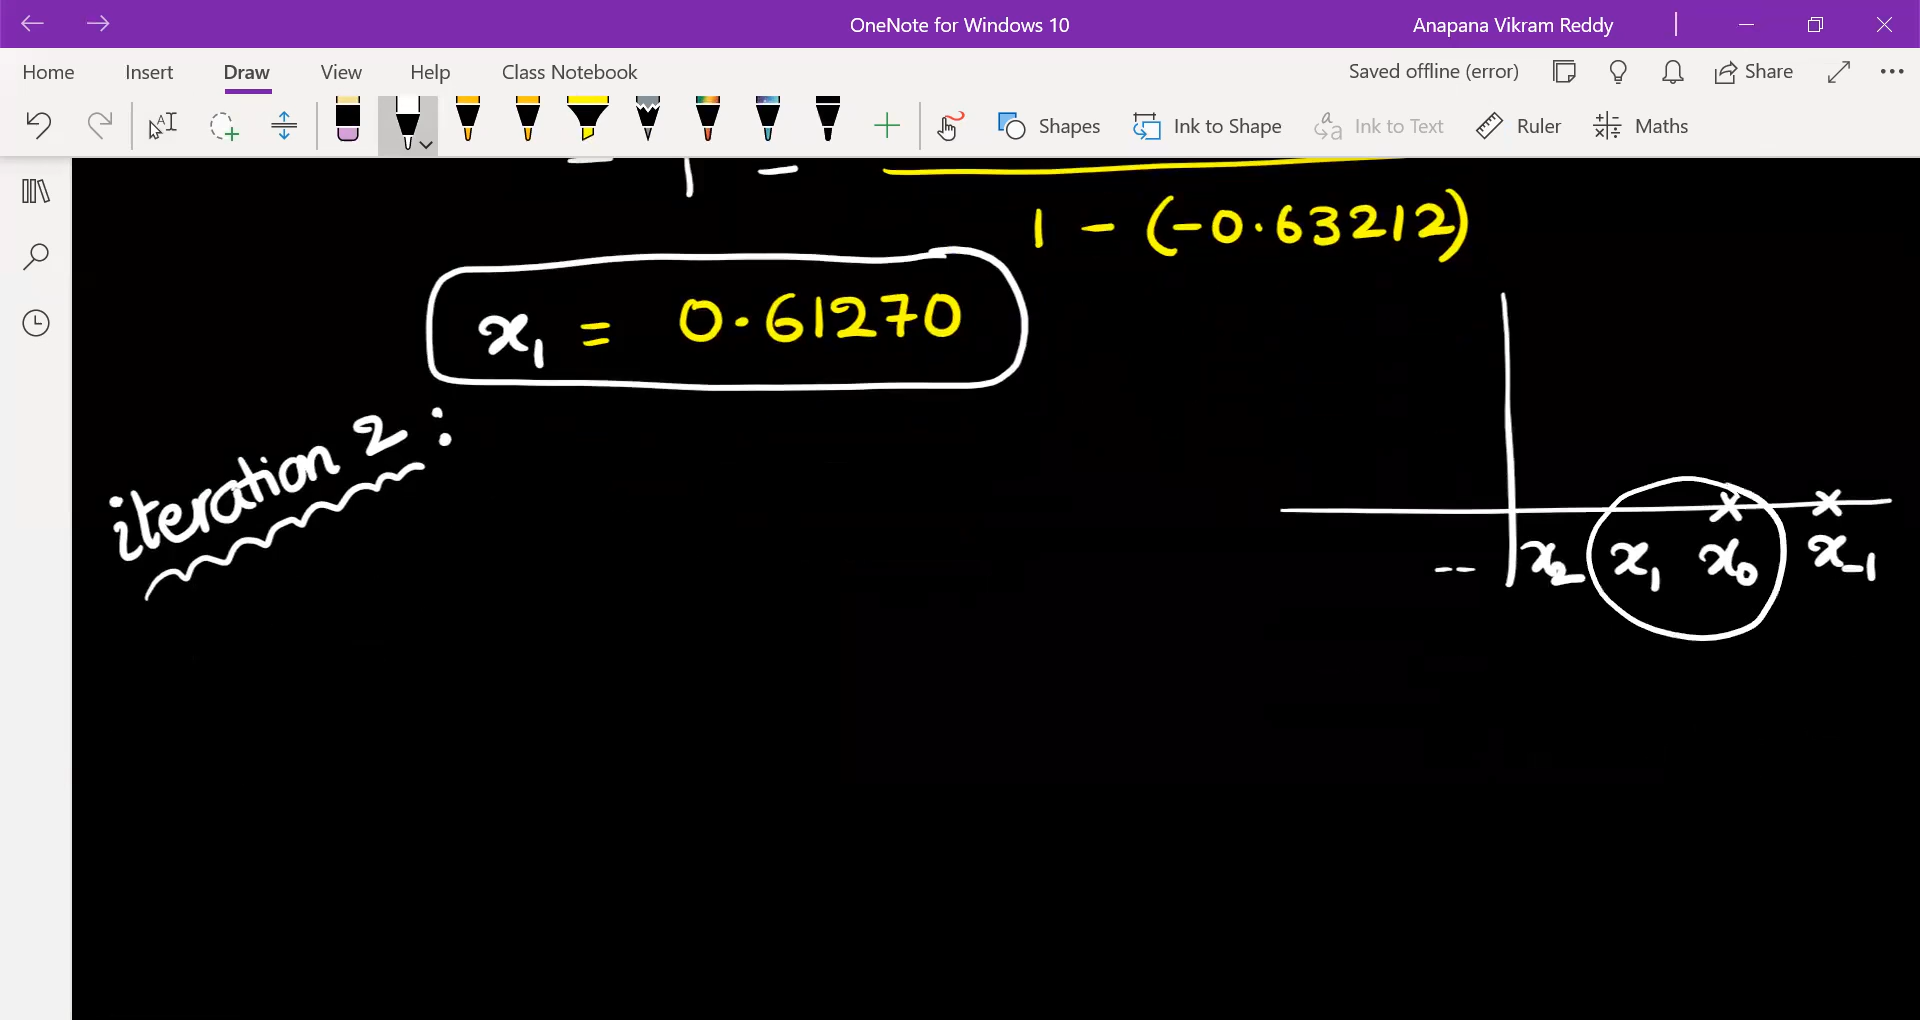 OneNote for Windows 10
Anapana Vikram Reddy
Home Insert Draw View Help Class Notebook
Saved offline (error)
Share
Shapes Ink to Shape Ink to Text Ruler Maths
1 - (-0.63212)
x₁ = 0.61270
iteration 2 :
-- x₂ x₁ x₀ x₋₁